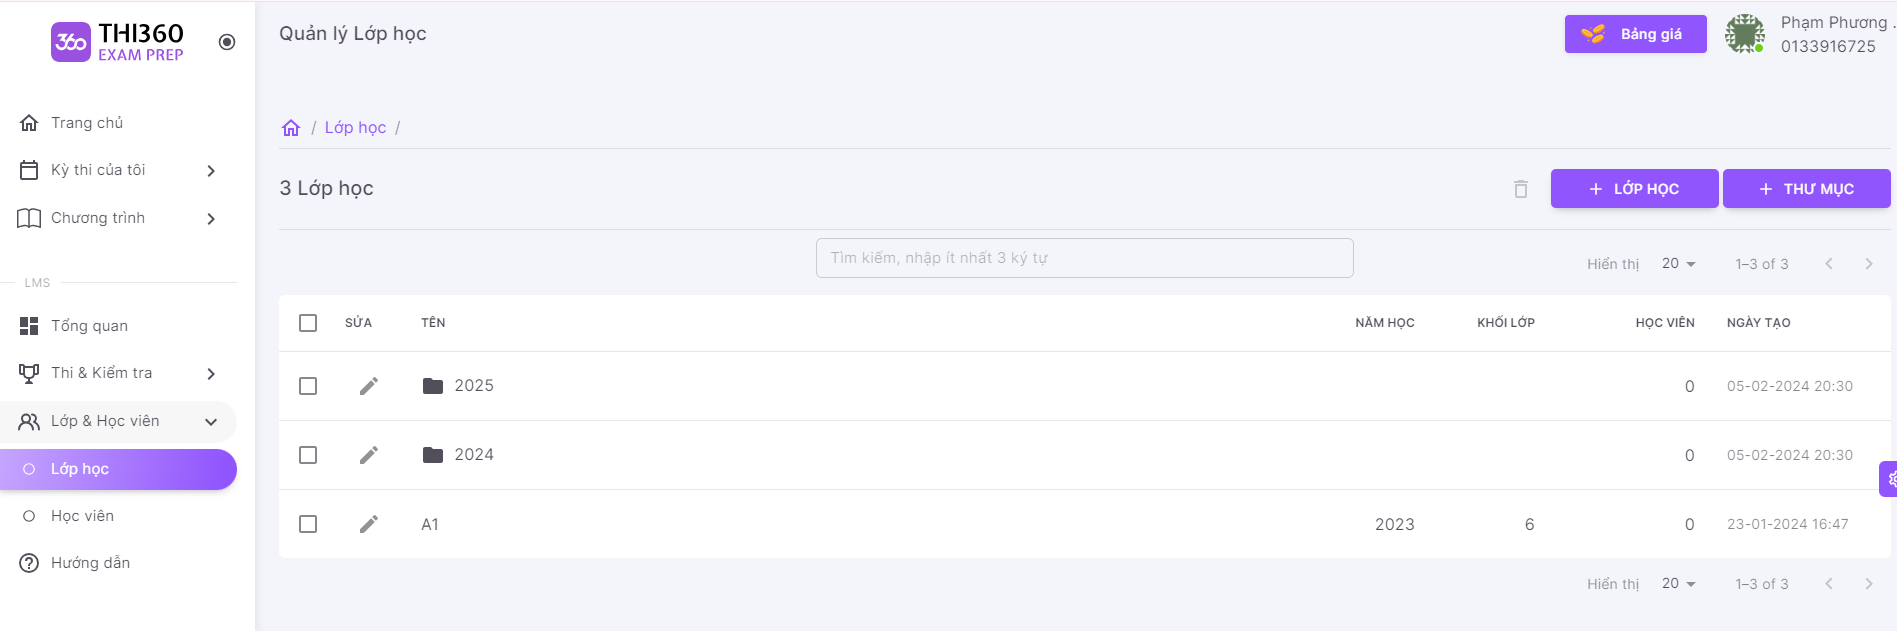 360 THI360
EXAM PREP
Trang chủ
Kỳ thi của tôi
Chương trình
LMS
Tổng quan
Thi & Kiểm tra
Lớp & Học viên
Lớp học
Học viên
Hướng dẫn
Quản lý Lớp học
Bảng giá
Phạm Phương .
0133916725
/ Lớp học /
3 Lớp học
+ LỚP HỌC
+ THƯ MỤC
Tìm kiếm, nhập ít nhất 3 ký tự
Hiển thị 20 1–3 of 3
SỬA TÊN NĂM HỌC KHỐI LỚP HỌC VIÊN NGÀY TẠO
2025 0 05-02-2024 20:30
2024 0 05-02-2024 20:30
A1 2023 6 0 23-01-2024 16:47
Hiển thị 20 1–3 of 3